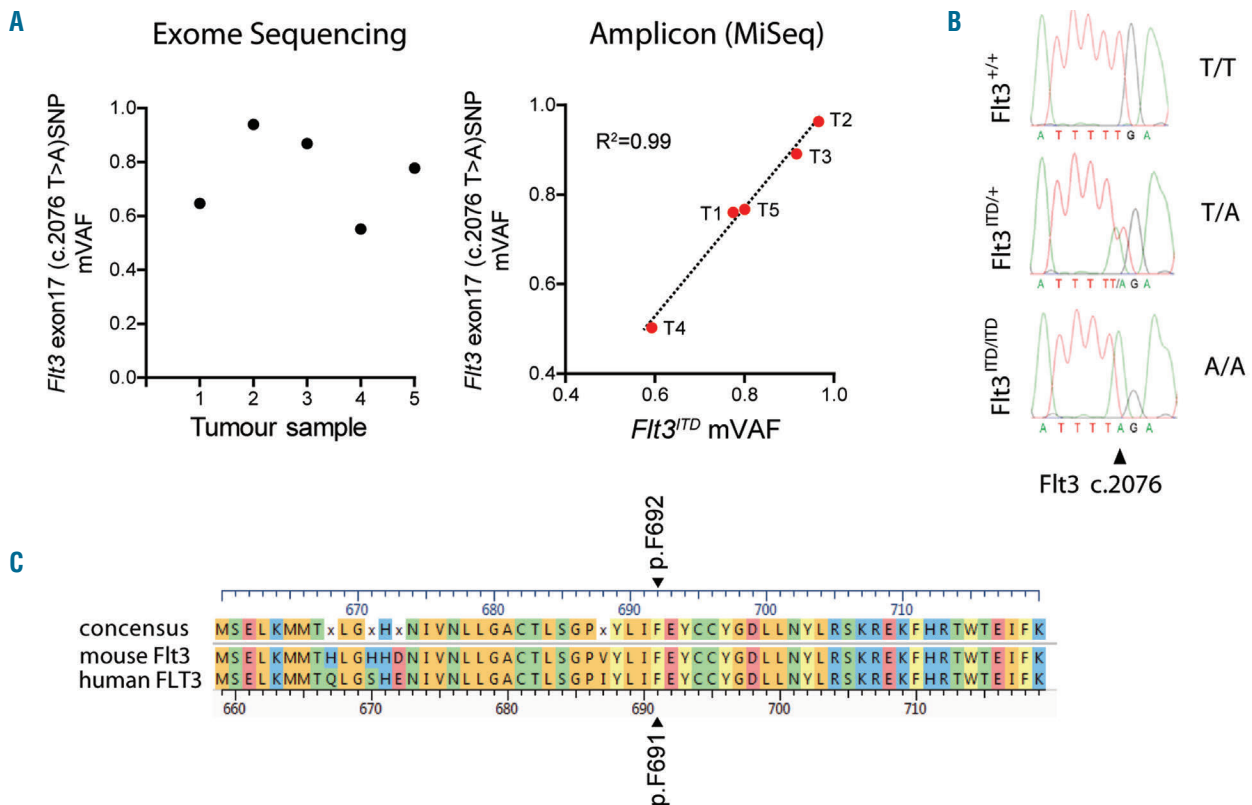 A
Exome Sequencing
Flt3 exon17 (c.2076 T>A)SNP
mVAF
1.0
0.8
0.6
0.4
0.2
0.0
1 2 3 4 5
Tumour sample
Amplicon (MiSeq)
Flt3 exon17 (c.2076 T>A)SNP
mVAF
1.0
0.8
0.6
0.4
R²=0.99
T2
T3
T1
T5
T4
0.4 0.6 0.8 1.0
Flt3ITD mVAF
B
Flt3+/+
A T T T T T G A
T/T
Flt3ITD/+
A T T T TT/A G A
T/A
Flt3ITD/ITD
A T T T T A G A
A/A
Flt3 c.2076
C
p.F692
670 680 690 700 710
concensus MSELKMMTxLGxHxNIVNLLGACTLSGPxYLIFEYCCYGDLLNYLRSKREKFHRTWTEIFK
mouse Flt3 MSELKMMTHLGHHDNIVNLLGACTLSGPVYLIFEYCCYGDLLNYLRSKREKFHRTWTEIFK
human FLT3 MSELKMMTQLGSHENIVNLLGACTLSGPIYLIFEYCCYGDLLNYLRSKREKFHRTWTEIFK
660 670 680 690 700 710
p.F691